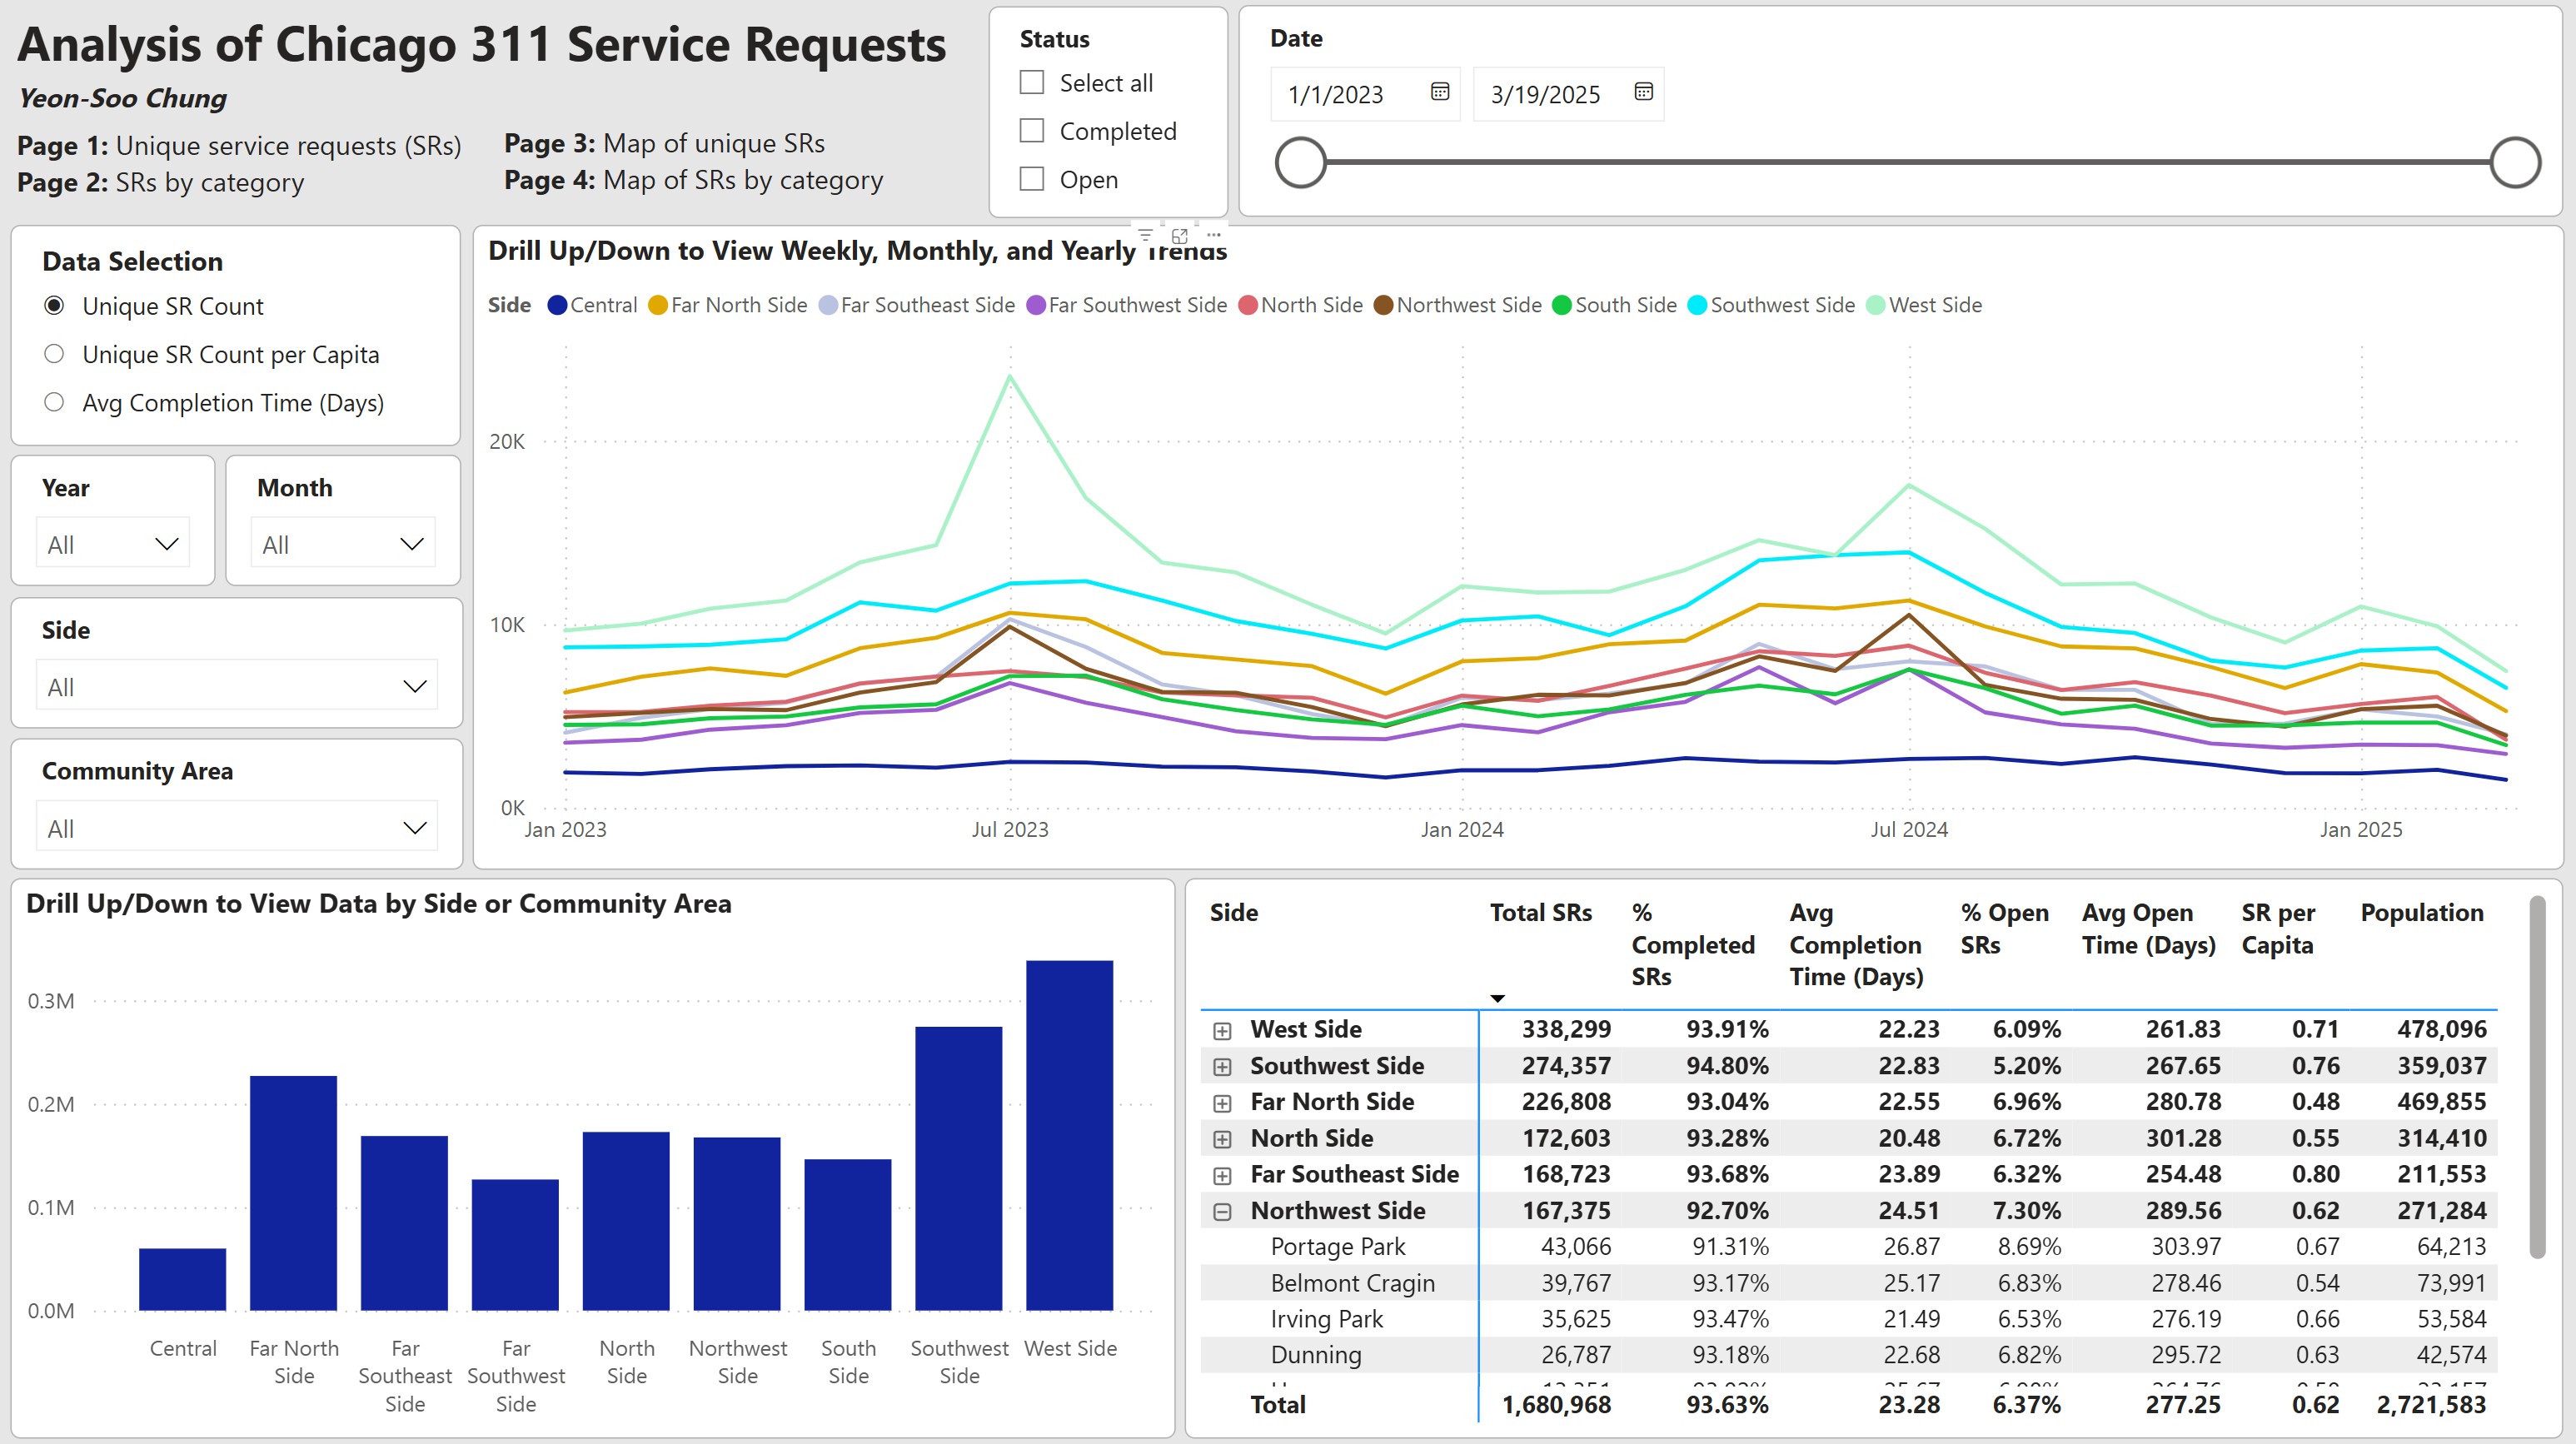 Analysis of Chicago 311 Service Requests
Yeon-Soo Chung
Page 1: Unique service requests (SRs)
Page 2: SRs by category
Page 3: Map of unique SRs
Page 4: Map of SRs by category
Status
Select all
Completed
Open
Date
1/1/2023
3/19/2025
Data Selection
Unique SR Count
Unique SR Count per Capita
Avg Completion Time (Days)
Year
All
Month
All
Side
All
Community Area
All
Drill Up/Down to View Weekly, Monthly, and Yearly Trends
Side Central Far North Side Far Southeast Side Far Southwest Side North Side Northwest Side South Side Southwest Side West Side
20K
10K
0K
Jan 2023 Jul 2023 Jan 2024 Jul 2024 Jan 2025
Drill Up/Down to View Data by Side or Community Area
0.3M
0.2M
0.1M
0.0M
Central
Far North Side
Far Southeast Side
Far Southwest Side
North Side
Northwest Side
South Side
Southwest Side
West Side
Side Total SRs % Completed SRs Avg Completion Time (Days) % Open SRs Avg Open Time (Days) SR per Capita Population
West Side 338,299 93.91% 22.23 6.09% 261.83 0.71 478,096
Southwest Side 274,357 94.80% 22.83 5.20% 267.65 0.76 359,037
Far North Side 226,808 93.04% 22.55 6.96% 280.78 0.48 469,855
North Side 172,603 93.28% 20.48 6.72% 301.28 0.55 314,410
Far Southeast Side 168,723 93.68% 23.89 6.32% 254.48 0.80 211,553
Northwest Side 167,375 92.70% 24.51 7.30% 289.56 0.62 271,284
Portage Park 43,066 91.31% 26.87 8.69% 303.97 0.67 64,213
Belmont Cragin 39,767 93.17% 25.17 6.83% 278.46 0.54 73,991
Irving Park 35,625 93.47% 21.49 6.53% 276.19 0.66 53,584
Dunning 26,787 93.18% 22.68 6.82% 295.72 0.63 42,574
Total 1,680,968 93.63% 23.28 6.37% 277.25 0.62 2,721,583